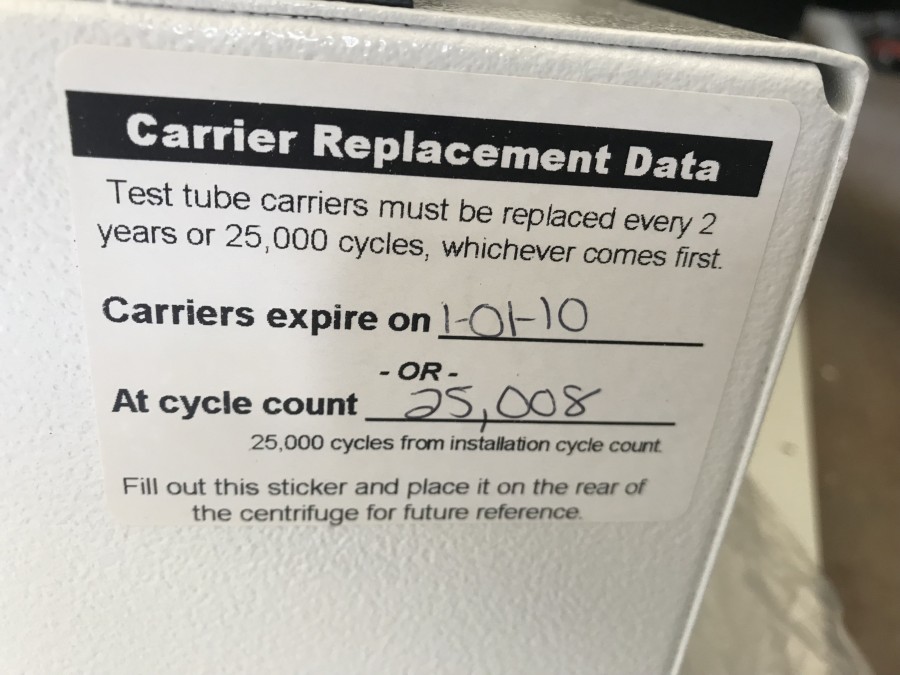 Carrier Replacement Data
Test tube carriers must be replaced every 2
years or 25,000 cycles, whichever comes first.
Carriers expire on 1-01-10
- OR -
At cycle count 25,008
25,000 cycles from installation cycle count.
Fill out this sticker and place it on the rear of
the centrifuge for future reference.